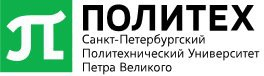 ПОЛИТЕХ
Санкт-Петербургский
Политехнический Университет
Петра Великого